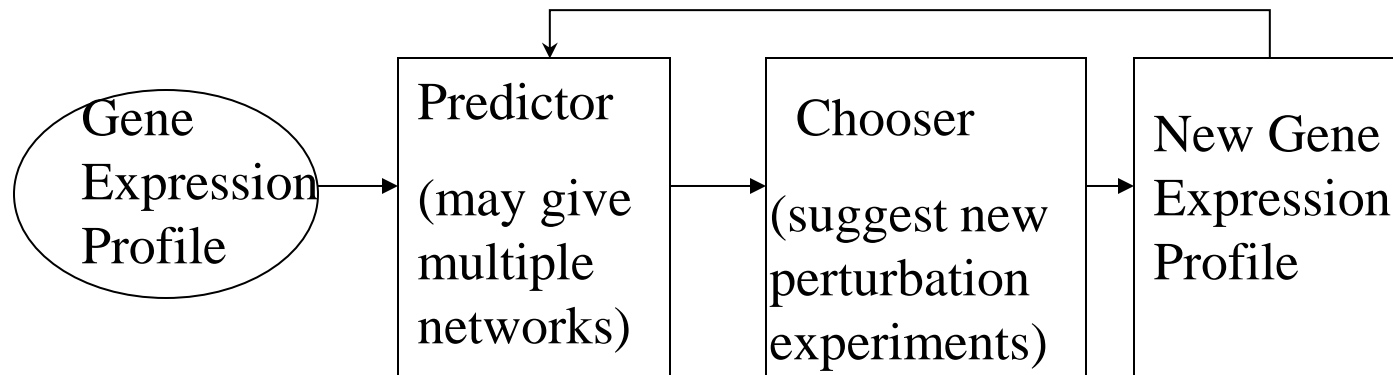 Gene
Expression
Profile
Predictor
(may give
multiple
networks)
Chooser
(suggest new
perturbation
experiments)
New Gene
Expression
Profile